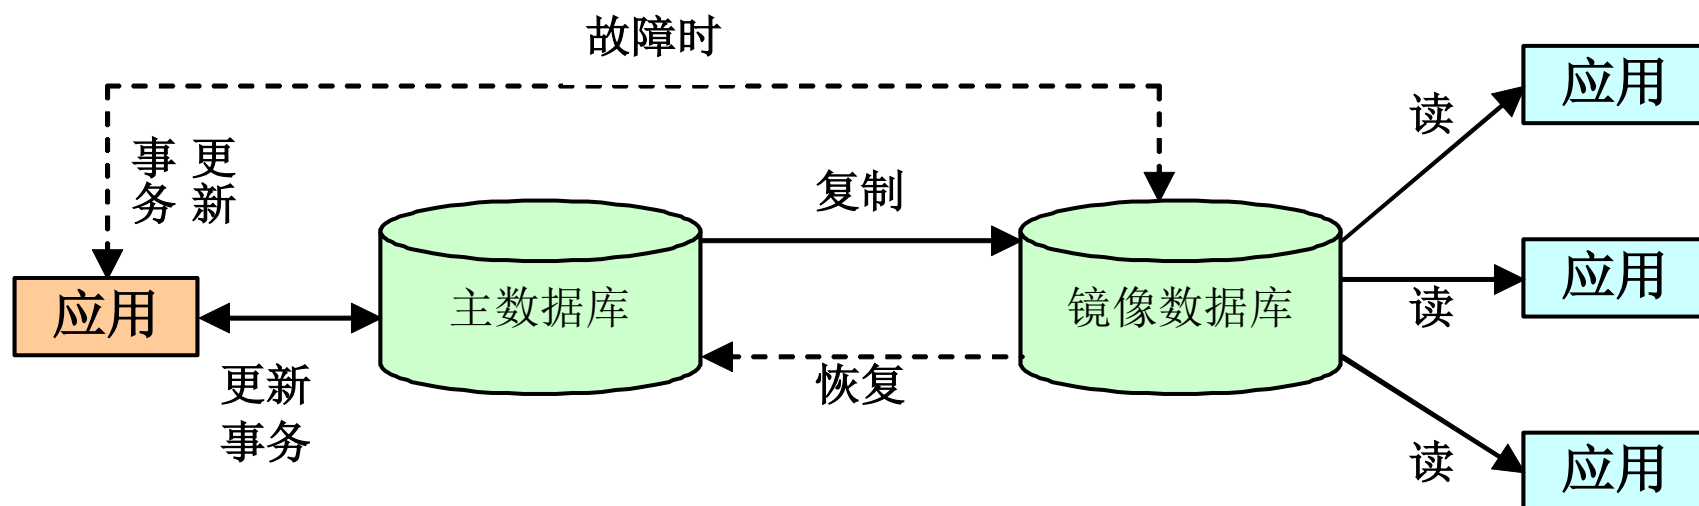 故障时
应用
读
事 更
务 新
复制
应用
主数据库
镜像数据库
应用
读
更新
事务
恢复
读
应用